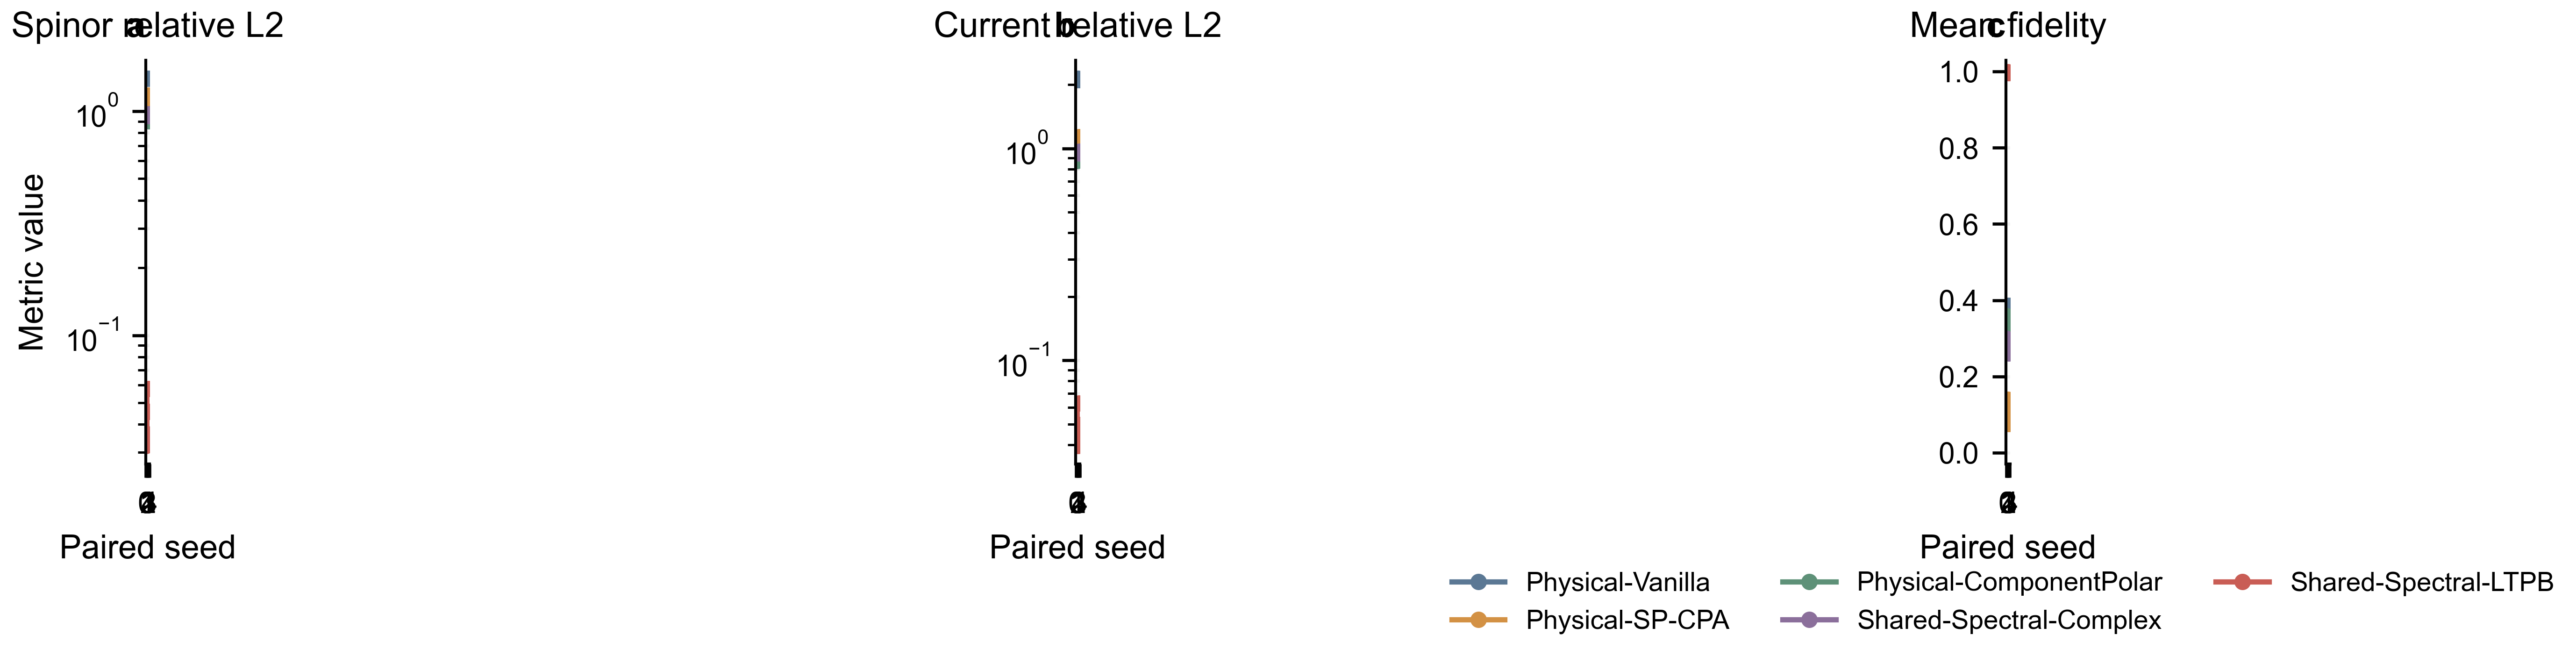 Spinor relative L2
a
Current relative L2
b
Mean fidelity
c
Metric value
10^0
10^−1
Paired seed
10^0
10^−1
Paired seed
1.0
0.8
0.6
0.4
0.2
0.0
Paired seed
Physical-Vanilla
Physical-ComponentPolar
Shared-Spectral-LTPB
Physical-SP-CPA
Shared-Spectral-Complex